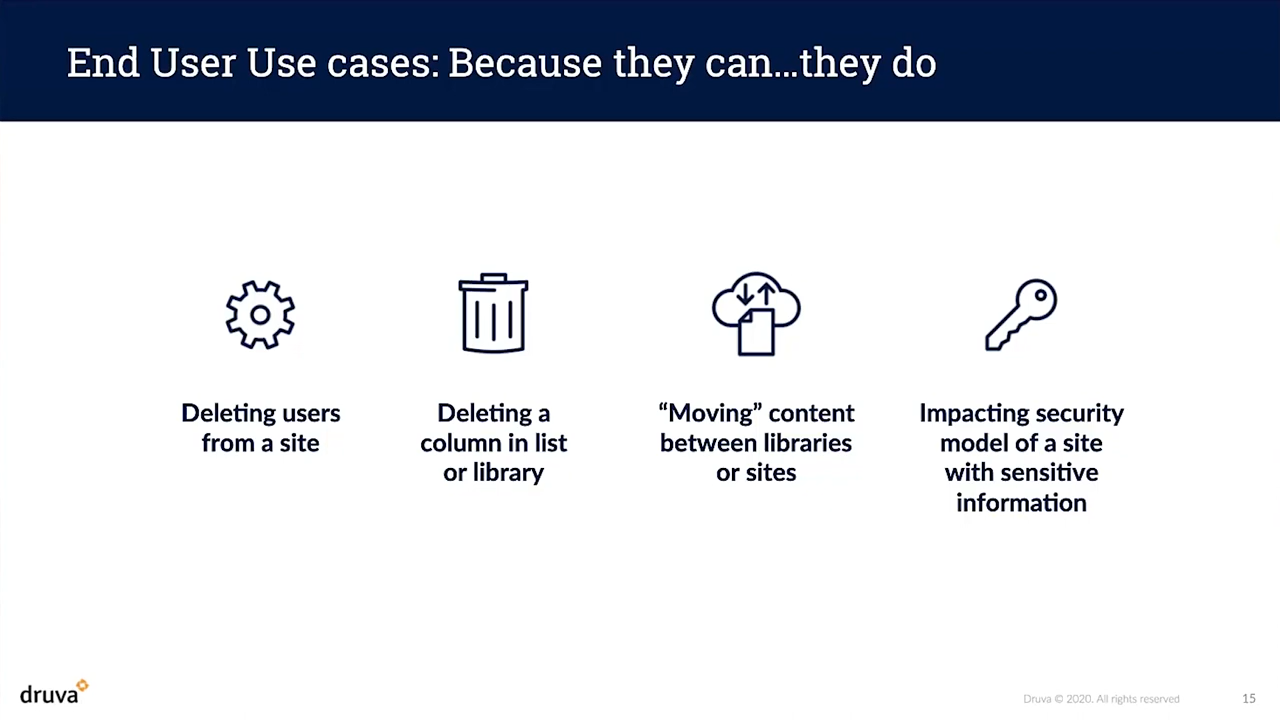 End User Use cases: Because they can…they do
Deleting users
from a site
Deleting a
column in list
or library
“Moving” content
between libraries
or sites
Impacting security
model of a site
with sensitive
information
druva
Druva © 2020. All rights reserved
15